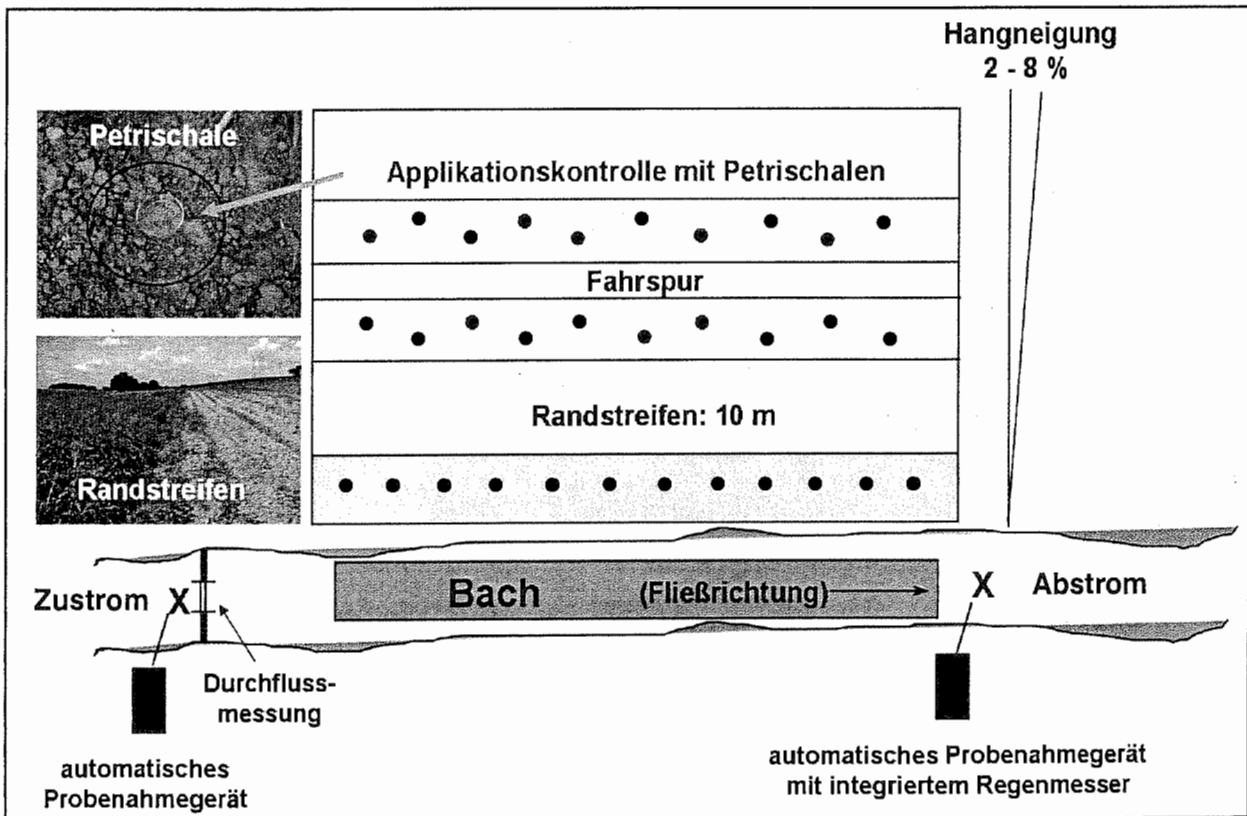 Hangneigung
2 - 8 %
Petrischale
Applikationskontrolle mit Petrischalen
Fahrspur
Randstreifen: 10 m
Randstreifen
Zustrom X
Bach (Fließrichtung)
X Abstrom
Durchfluss-
messung
automatisches
Probenahmegerät
automatisches Probenahmegerät
mit integriertem Regenmesser